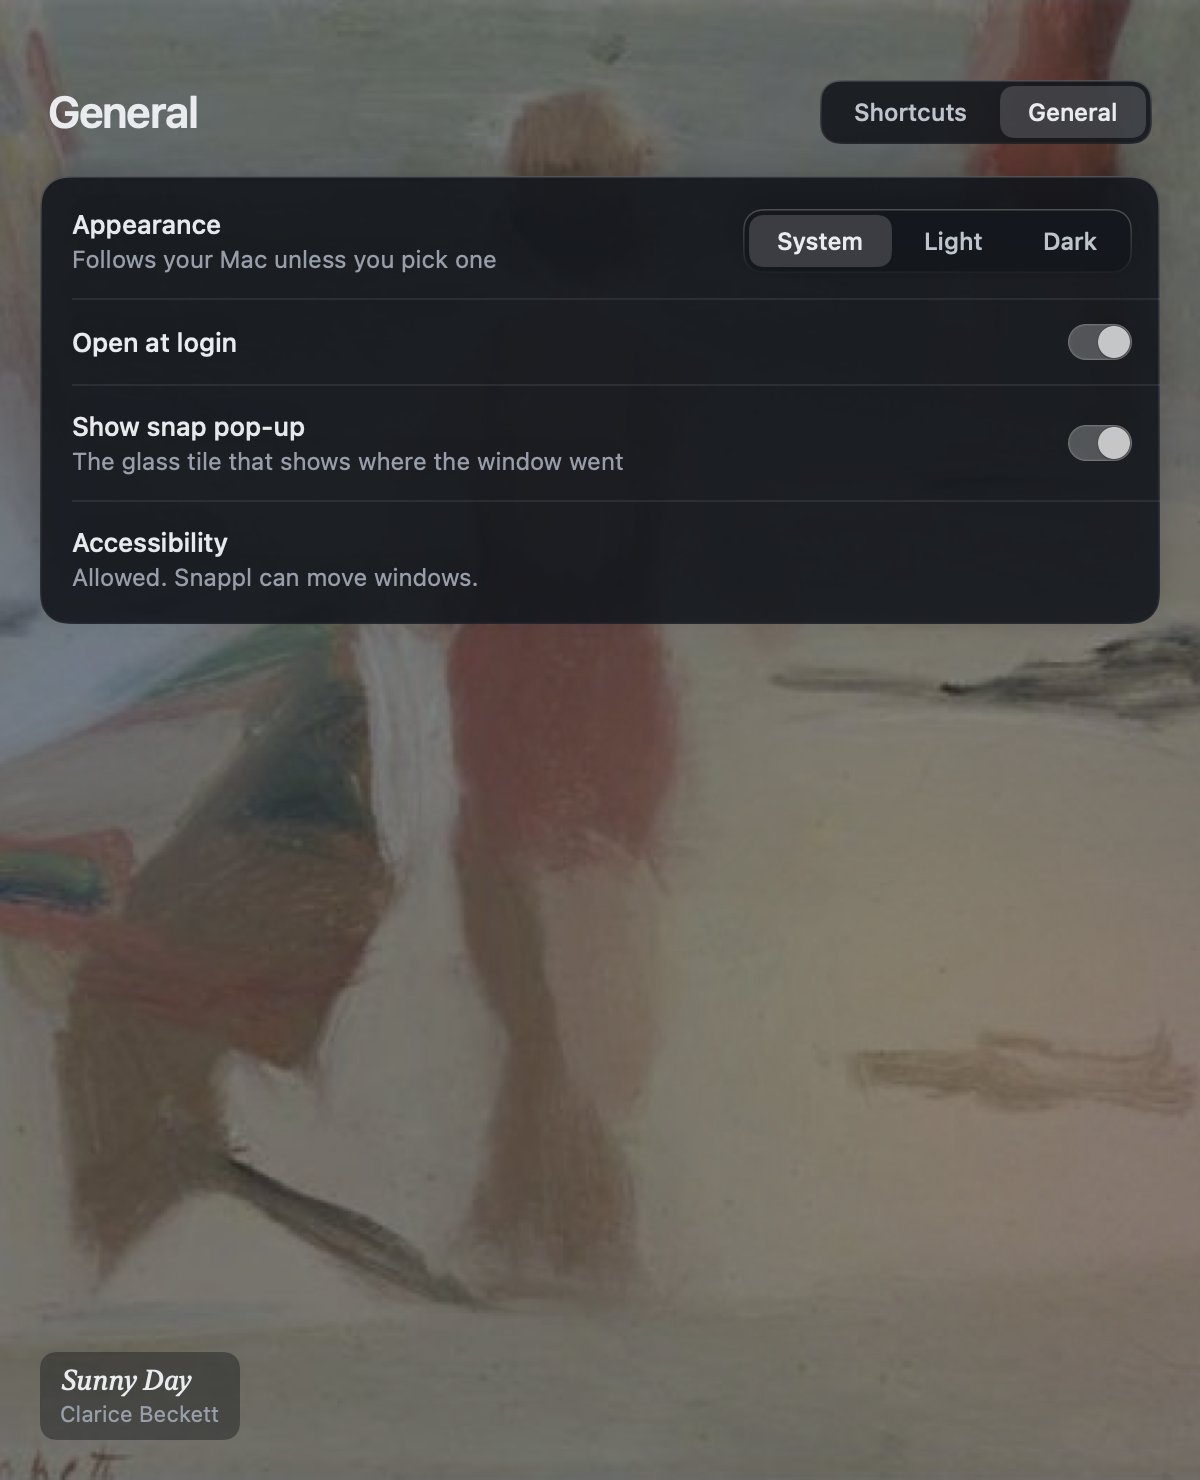 General
Shortcuts
General
Appearance
Follows your Mac unless you pick one
System
Light
Dark
Open at login
Show snap pop-up
The glass tile that shows where the window went
Accessibility
Allowed. Snappl can move windows.
Sunny Day
Clarice Beckett